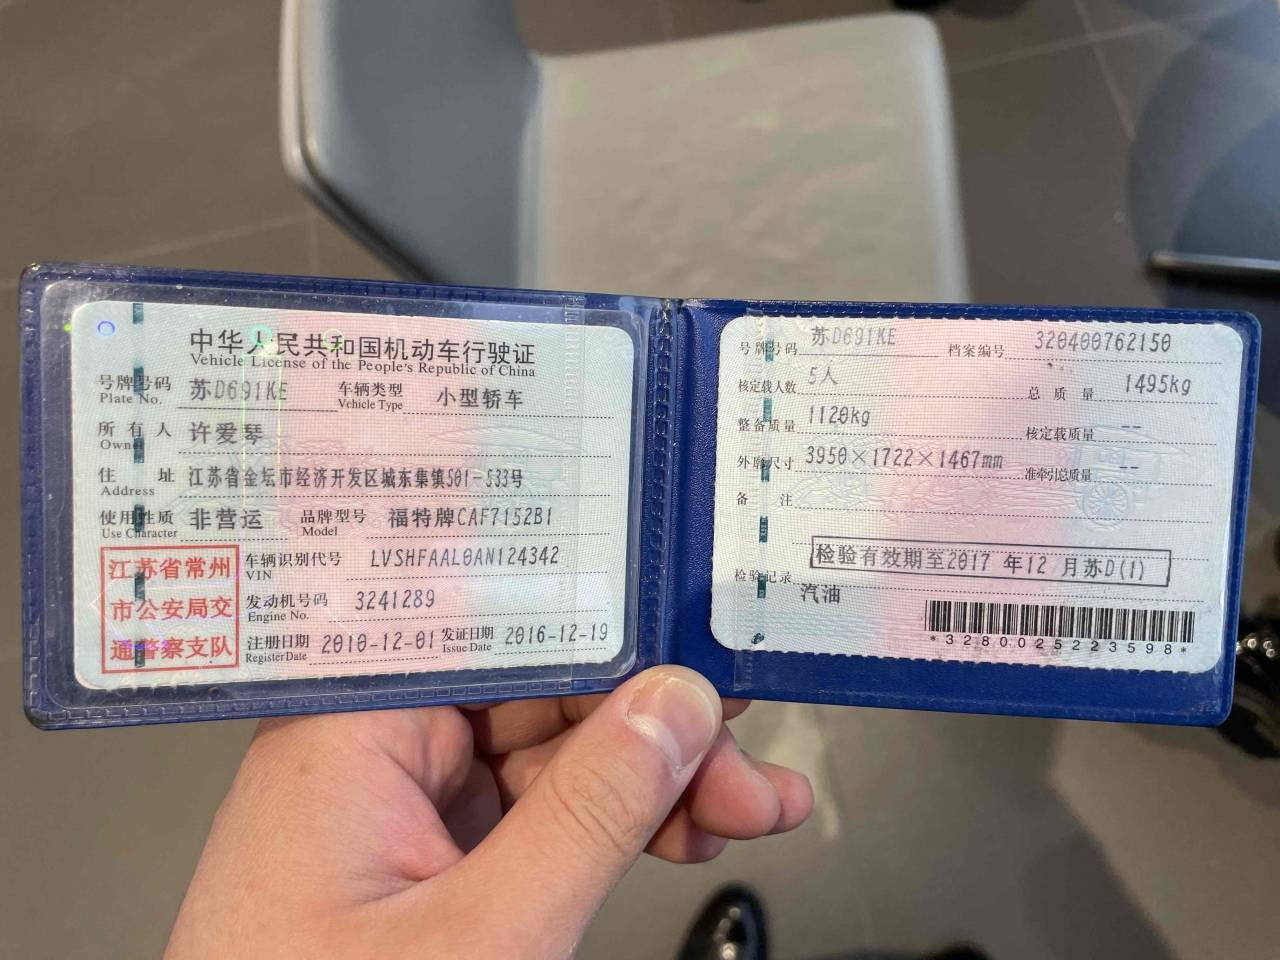 中华人民共和国机动车行驶证
Vehicle License of the People's Republic of China
号牌号码 苏D691KE 车辆类型 小型轿车
Plate No. Vehicle Type
所有人 许爱琴
Owner
住址 江苏省金坛市经济开发区城东集镇501-533号
Address
使用性质 非营运 品牌型号 福特牌CAF7152B1
Use Character Model
江苏省常州
市公安局交
通警察支队
车辆识别代号 LVSHFAAL0AN124342
VIN
发动机号码 3241289
Engine No.
注册日期 2010-12-01 发证日期 2016-12-19
Register Date Issue Date
号牌号码 苏D691KE 档案编号 320400762150
核定载人数 5人 总质量 1495kg
整备质量 1120kg 核定载质量 --
外廓尺寸 3950×1722×1467mm 准牵引总质量 --
备注
检验有效期至2017 年12 月苏D(1)
检验记录
汽油
*3280025223598*